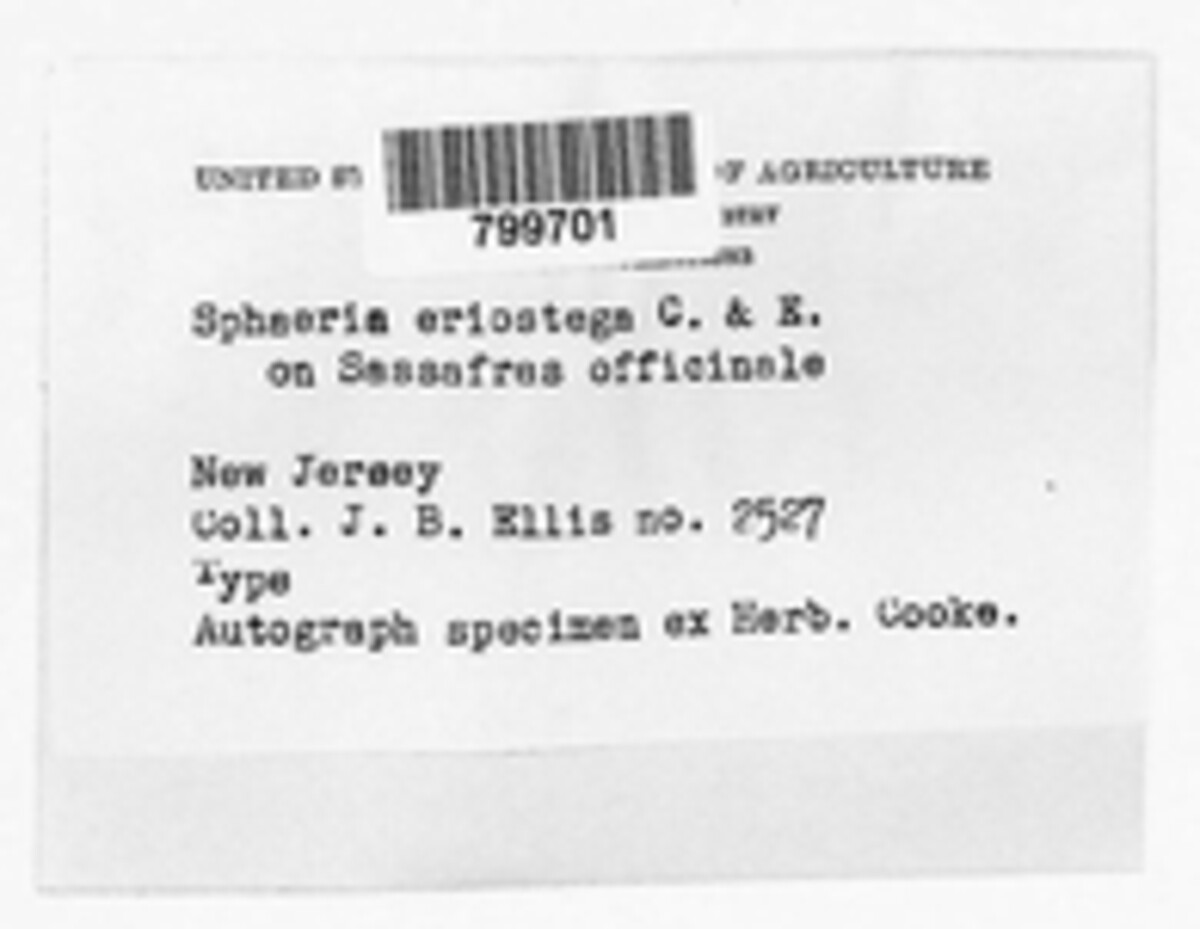 UNITED ST OF AGRICULTURE
799701
Sphaeria eriostega C. & E.
on Sassafras officinale
New Jersey
Coll. J. B. Ellis no. 2527
Type
Autograph specimen ex Herb. Cooke.